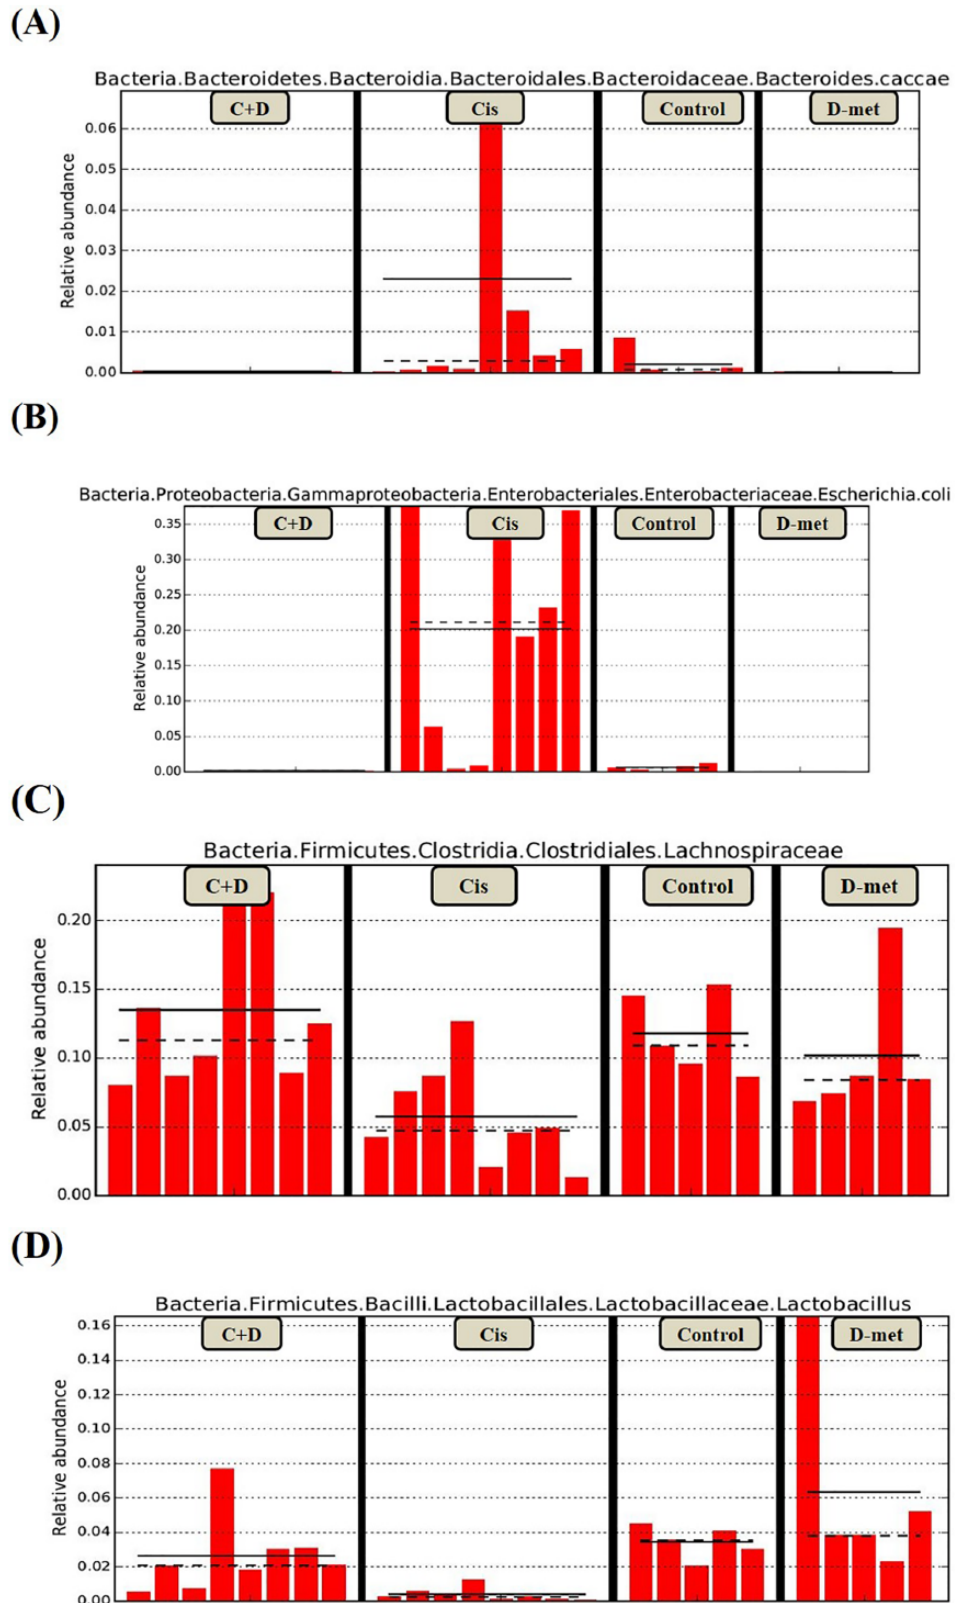 (A)
Bacteria.Bacteroidetes.Bacteroidia.Bacteroidales.Bacteroidaceae.Bacteroides.caccae
C+D
Cis
Control
D-met
Relative abundance
0.06
0.05
0.04
0.03
0.02
0.01
0.00
(B)
Bacteria.Proteobacteria.Gammaproteobacteria.Enterobacteriales.Enterobacteriaceae.Escherichia.coli
C+D
Cis
Control
D-met
Relative abundance
0.35
0.30
0.25
0.20
0.15
0.10
0.05
0.00
(C)
Bacteria.Firmicutes.Clostridia.Clostridiales.Lachnospiraceae
C+D
Cis
Control
D-met
Relative abundance
0.20
0.15
0.10
0.05
0.00
(D)
Bacteria.Firmicutes.Bacilli.Lactobacillales.Lactobacillaceae.Lactobacillus
C+D
Cis
Control
D-met
Relative abundance
0.16
0.14
0.12
0.10
0.08
0.06
0.04
0.02
0.00